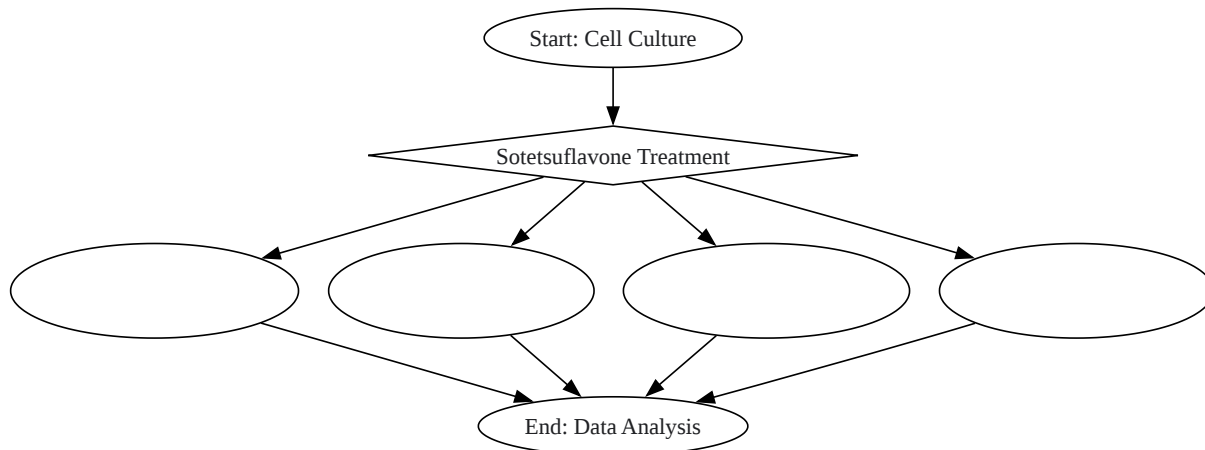 Start: Cell Culture
Sotetsuflavone Treatment
End: Data Analysis